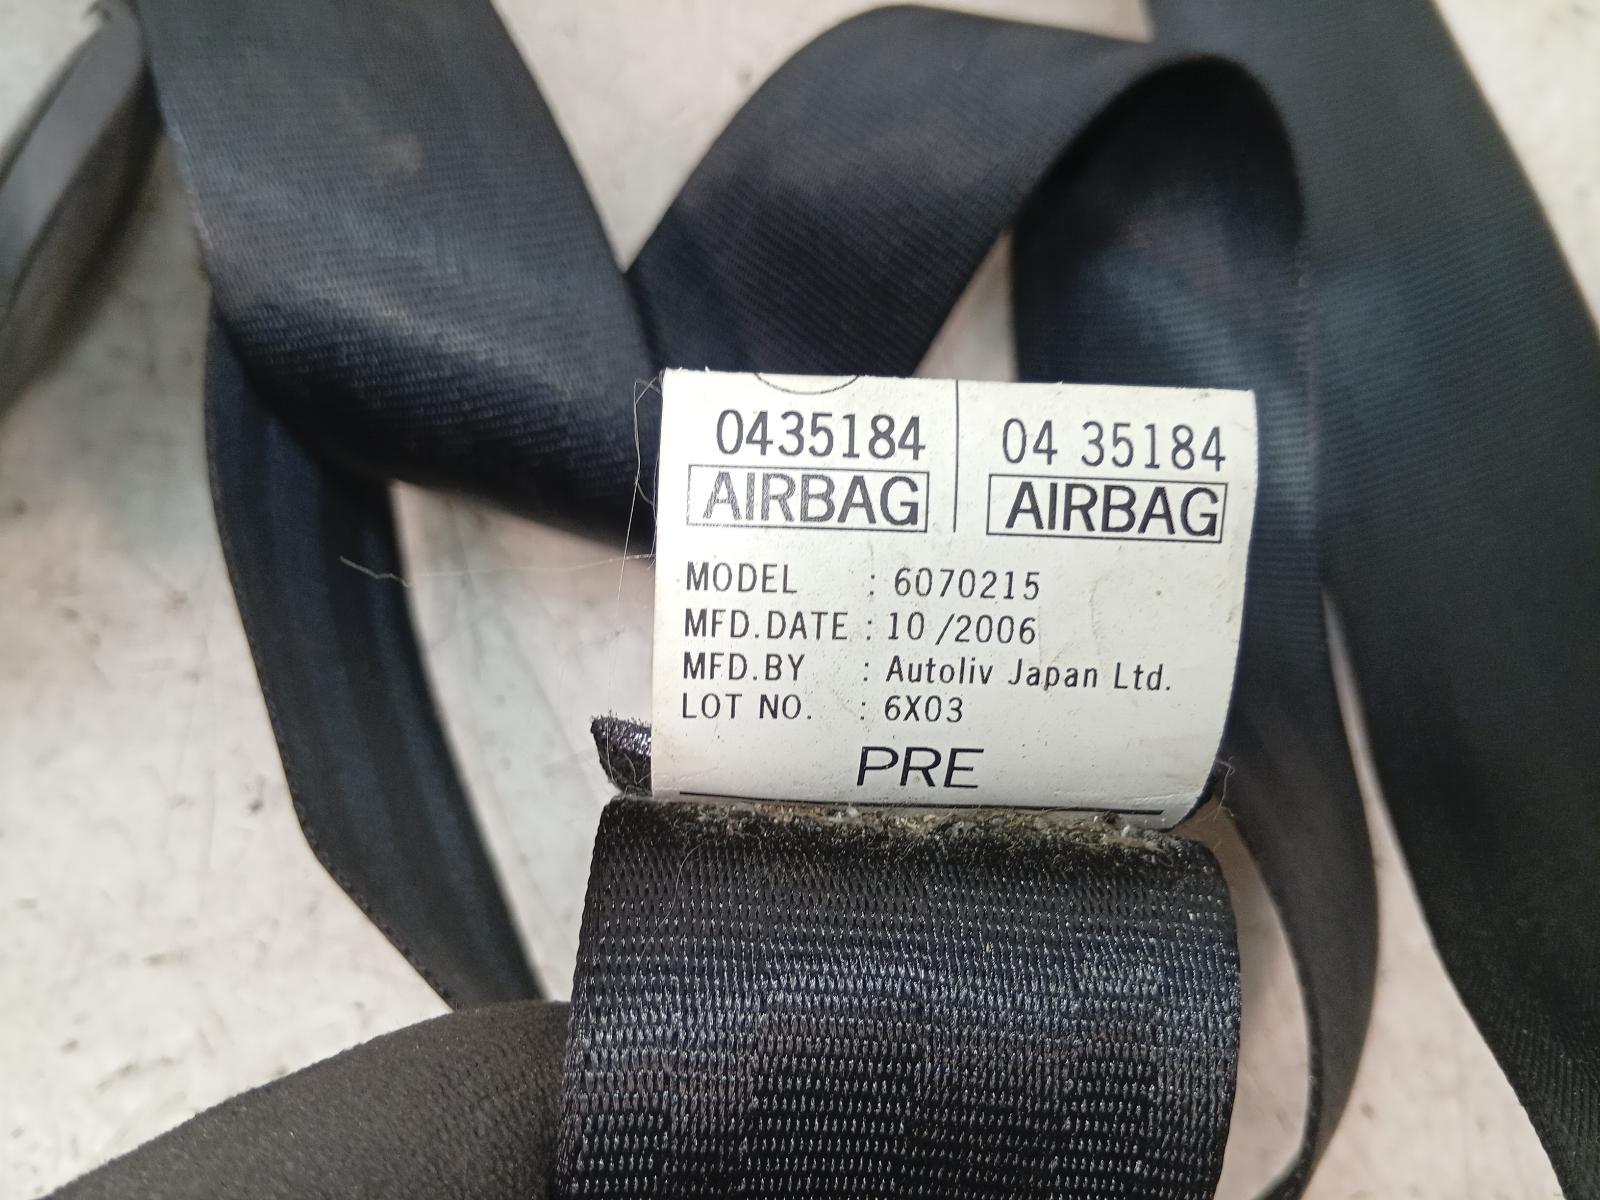 0435184 04 35184
AIRBAG AIRBAG
MODEL : 6070215
MFD.DATE : 10 /2006
MFD.BY : Autoliv Japan Ltd.
LOT NO. : 6X03
PRE